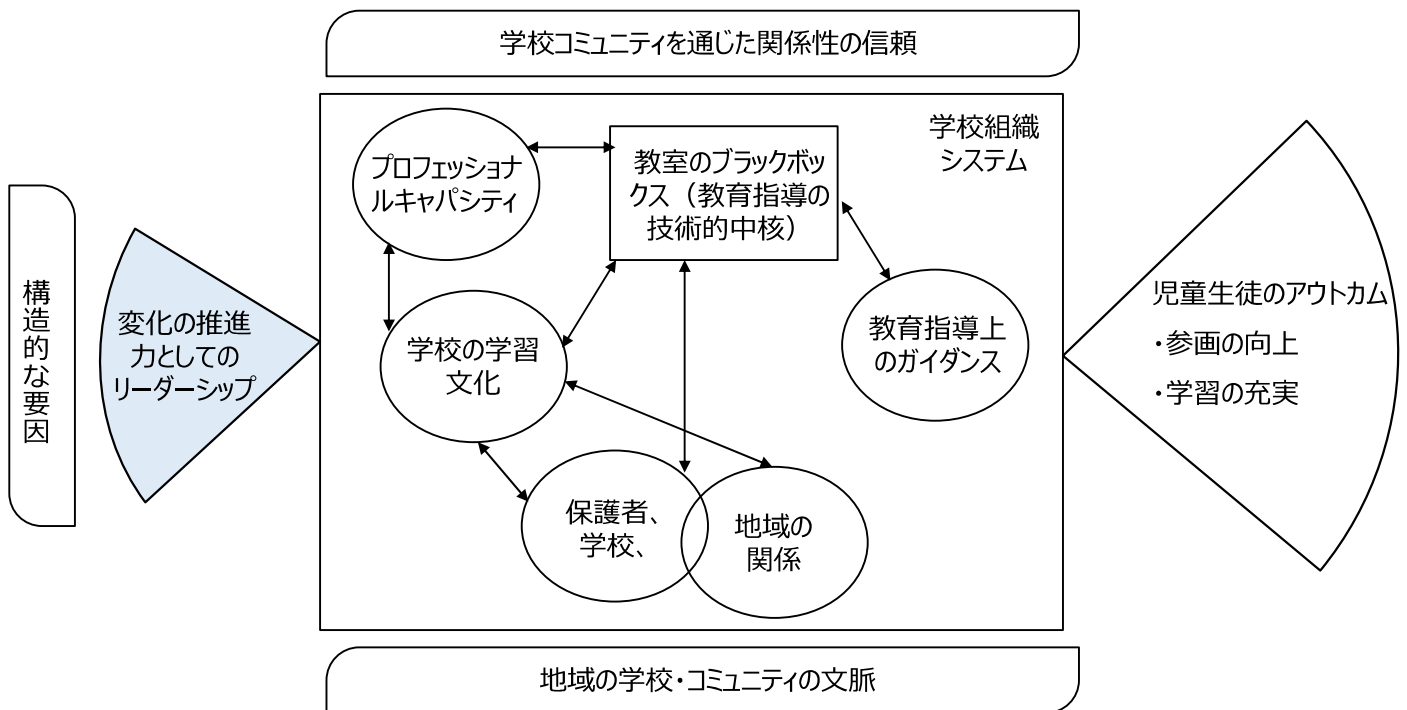 学校コミュニティを通じた関係性の信頼
学校組織
システム
プロフェッショナ
ルキャパシティ
教室のブラックボッ
クス（教育指導の
技術的中核）
構造的な要因
変化の推進
力としての
リーダーシップ
学校の学習
文化
教育指導上
のガイダンス
児童生徒のアウトカム
・参画の向上
・学習の充実
保護者、
学校、
地域の
関係
地域の学校・コミュニティの文脈